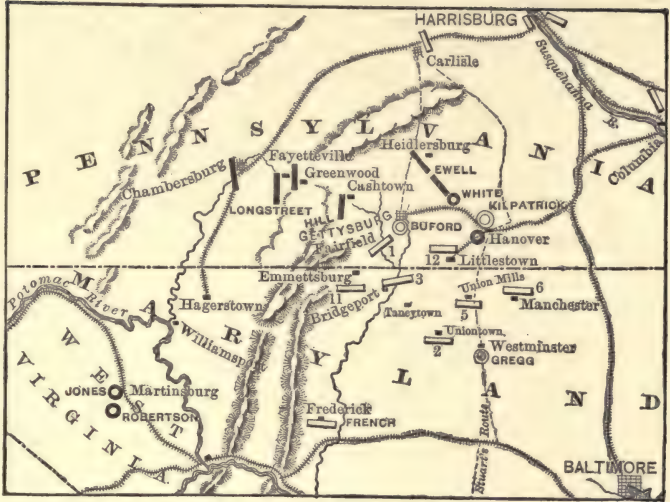 HARRISBURG
Carlisle
Susquehanna R.
Columbia
PENNSYLVANIA
Heidlersburg
EWELL
Fayetteville
Greenwood
Cashtown
Chambersburg
LONGSTREET
HILL
WHITE
KILPATRICK
GETTYSBURG
BUFORD
Fairfield
1
Hanover
12
Littlestown
Emmettsburg
11
Bridgeport
3
Union Mills
5
6
Manchester
Taneytown
Uniontown
2
Westminster
GREGG
Hagerstown
Williamsport
Potomac River
MARYLAND
WEST
VIRGINIA
JONES
Martinsburg
ROBERTSON
Frederick
FRENCH
Stuart's Route
BALTIMORE